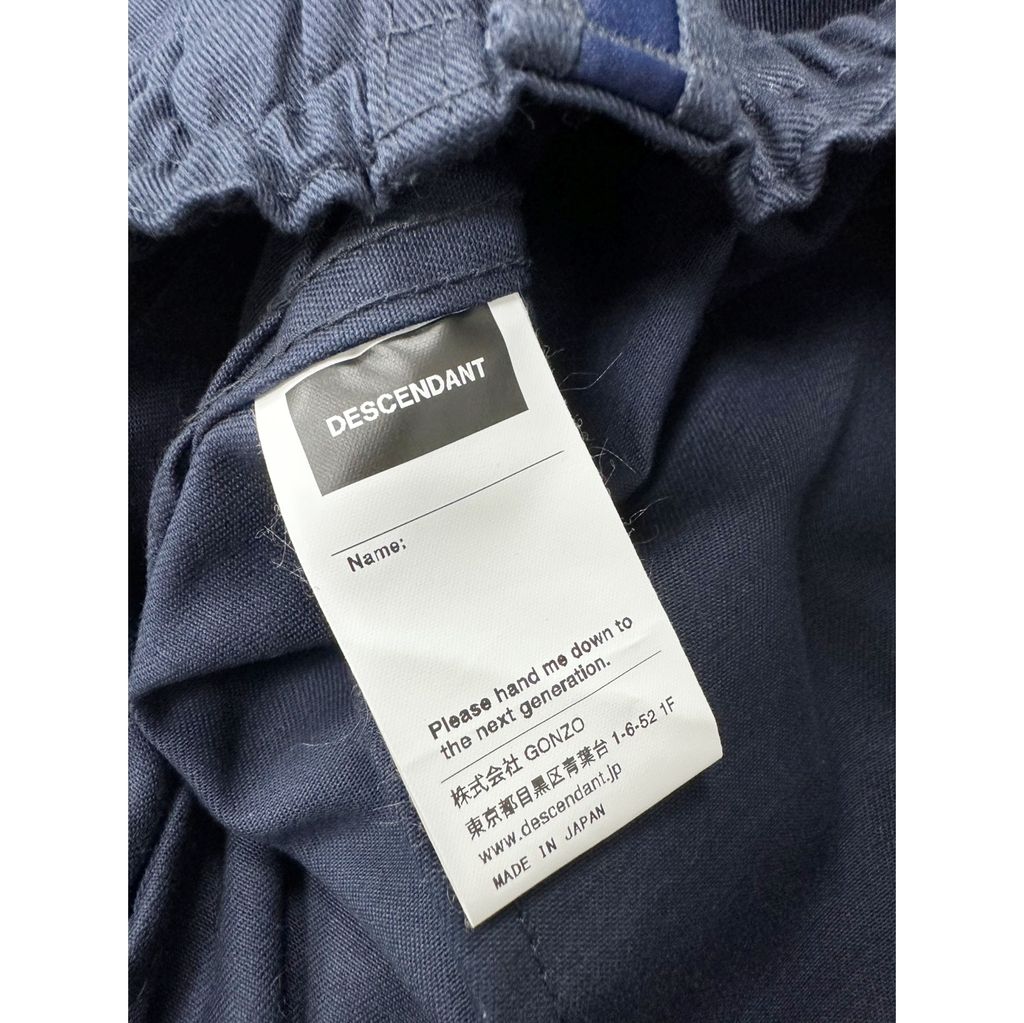 DESCENDANT
Name;
Please hand me down to
the next generation.
株式会社 GONZO
東京都目黒区青葉台 1-6-52 1F
www.descendant.jp
MADE IN JAPAN